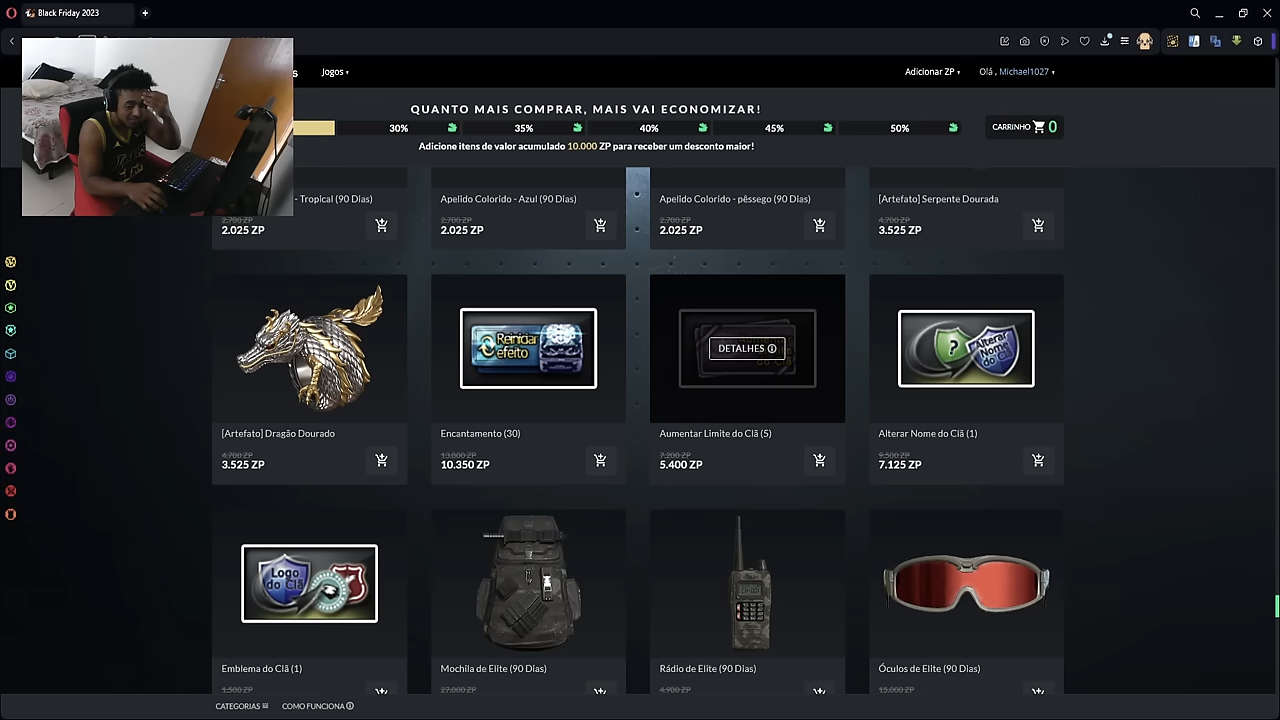 Black Friday 2023
s
Jogos
Adicionar ZP
Olá , Michael1027
QUANTO MAIS COMPRAR, MAIS VAI ECONOMIZAR!
30% 35% 40% 45% 50%
CARRINHO 0
Adicione itens de valor acumulado 10.000 ZP para receber um desconto maior!
- Tropical (90 Dias)
2.700 ZP
2.025 ZP
Apelido Colorido - Azul (90 Dias)
2.700 ZP
2.025 ZP
Apelido Colorido - pêssego (90 Dias)
2.700 ZP
2.025 ZP
[Artefato] Serpente Dourada
4.700 ZP
3.525 ZP
[Artefato] Dragão Dourado
4.700 ZP
3.525 ZP
Reiniciar
efeito
Encantamento (30)
13.800 ZP
10.350 ZP
DETALHES
Aumentar Limite do Clã (5)
7.200 ZP
5.400 ZP
?
Alterar
Nome do
Clã
Alterar Nome do Clã (1)
9.500 ZP
7.125 ZP
Logo
do Clã
Emblema do Clã (1)
1.500 ZP
Mochila de Elite (90 Dias)
27.000 ZP
Rádio de Elite (90 Dias)
4.900 ZP
Óculos de Elite (90 Dias)
15.000 ZP
CATEGORIAS
COMO FUNCIONA